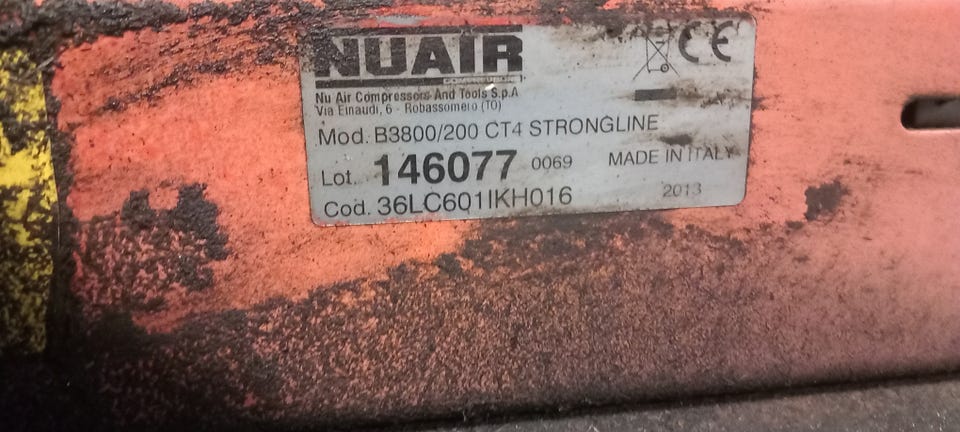 NUAIR
Nu Air Compressors And Tools S.p.A
Via Einaudi, 6 - Robassomero (TO)
Mod. B3800/200 CT4 STRONGLINE
Lot. 146077 0069 MADE IN ITALY
Cod. 36LC601IKH016 2013
CE